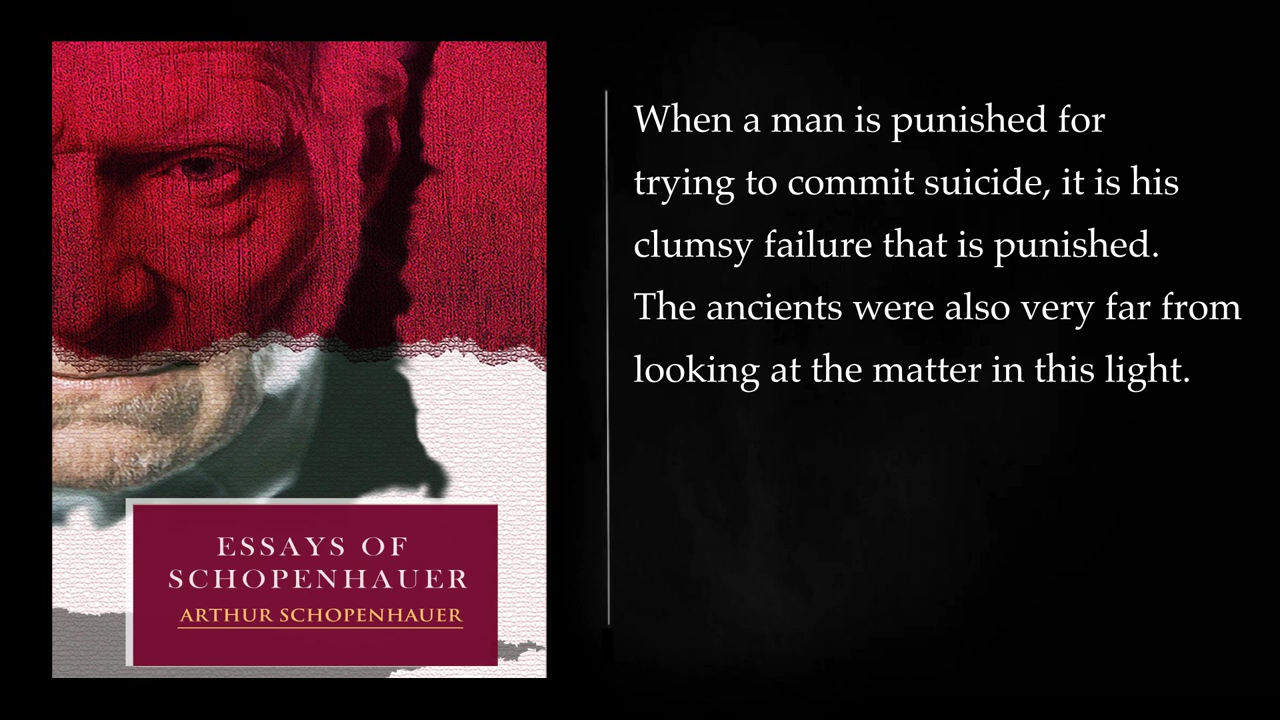 ESSAYS OF
SCHOPENHAUER
ARTHUR SCHOPENHAUER
When a man is punished for
trying to commit suicide, it is his
clumsy failure that is punished.
The ancients were also very far from
looking at the matter in this light.